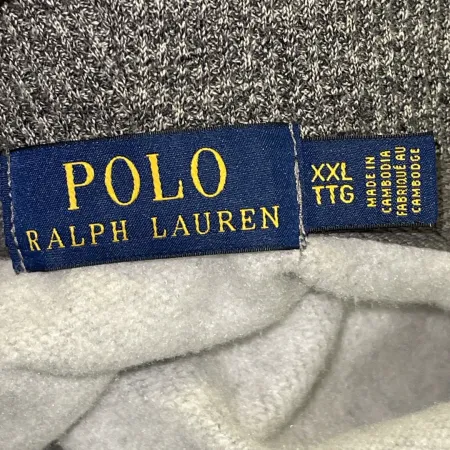 POLO
RALPH LAUREN
XXL
TTG
MADE IN
CAMBODIA
FABRIQUÉ AU
CAMBODGE